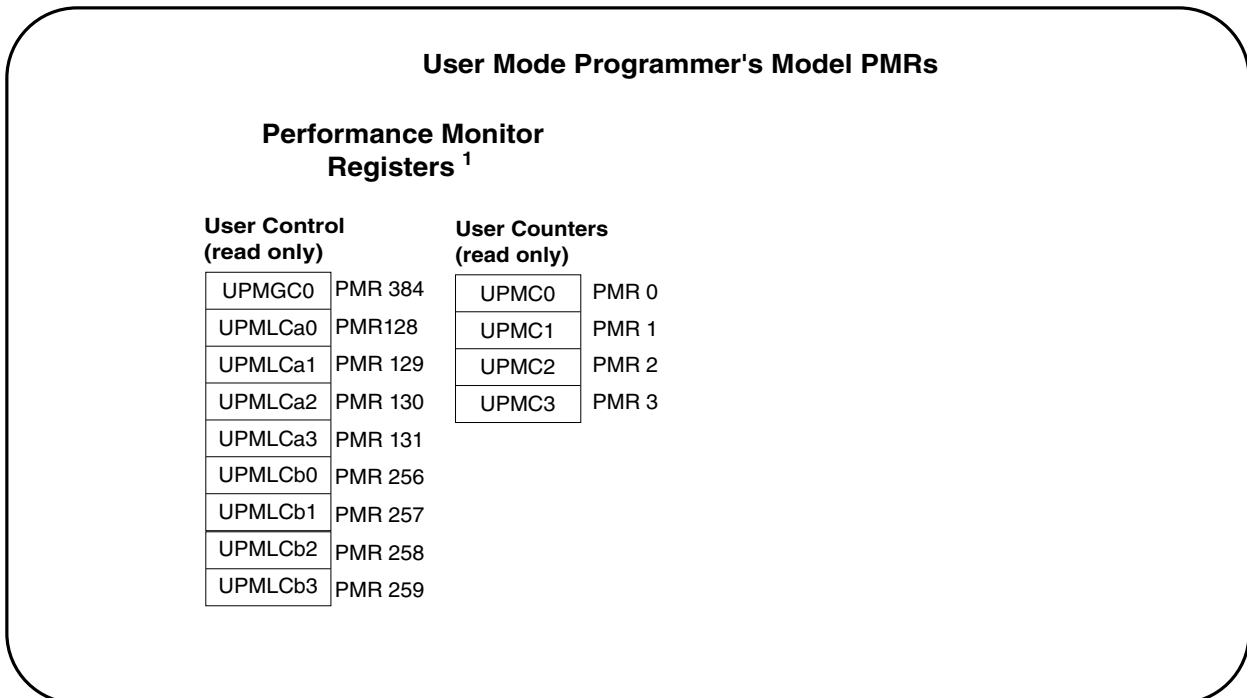 User Mode Programmer's Model PMRs
Performance Monitor
Registers 1
User Control
(read only)
UPMGC0 PMR 384
UPMLCa0 PMR128
UPMLCa1 PMR 129
UPMLCa2 PMR 130
UPMLCa3 PMR 131
UPMLCb0 PMR 256
UPMLCb1 PMR 257
UPMLCb2 PMR 258
UPMLCb3 PMR 259
User Counters
(read only)
UPMC0 PMR 0
UPMC1 PMR 1
UPMC2 PMR 2
UPMC3 PMR 3